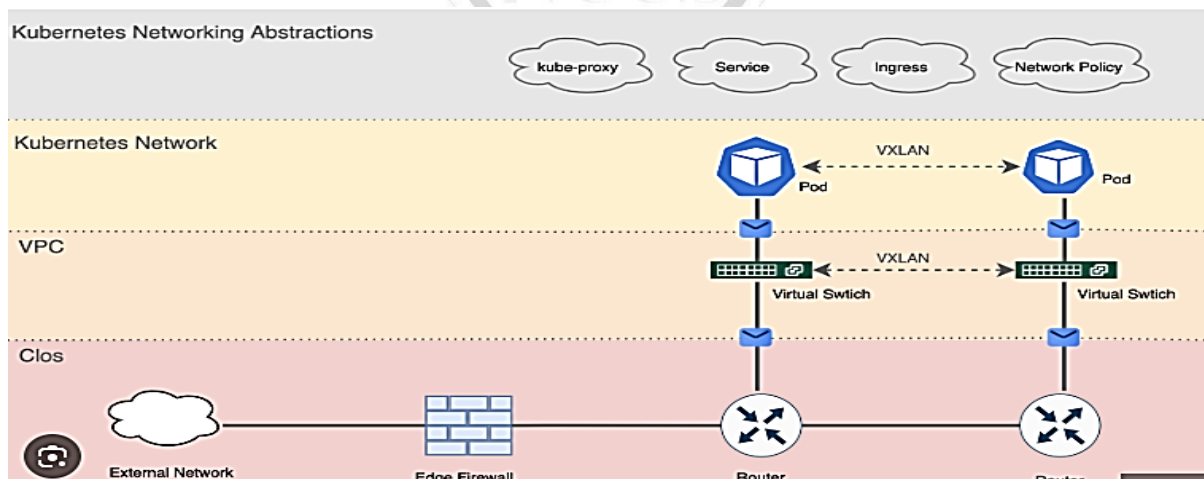 Kubernetes Networking Abstractions
kube-proxy
Service
Ingress
Network Policy
Kubernetes Network
VXLAN
Pod
Pod
VPC
VXLAN
Virtual Swtich
Virtual Swtich
Clos
External Network
Edge Firewall
Router
Router